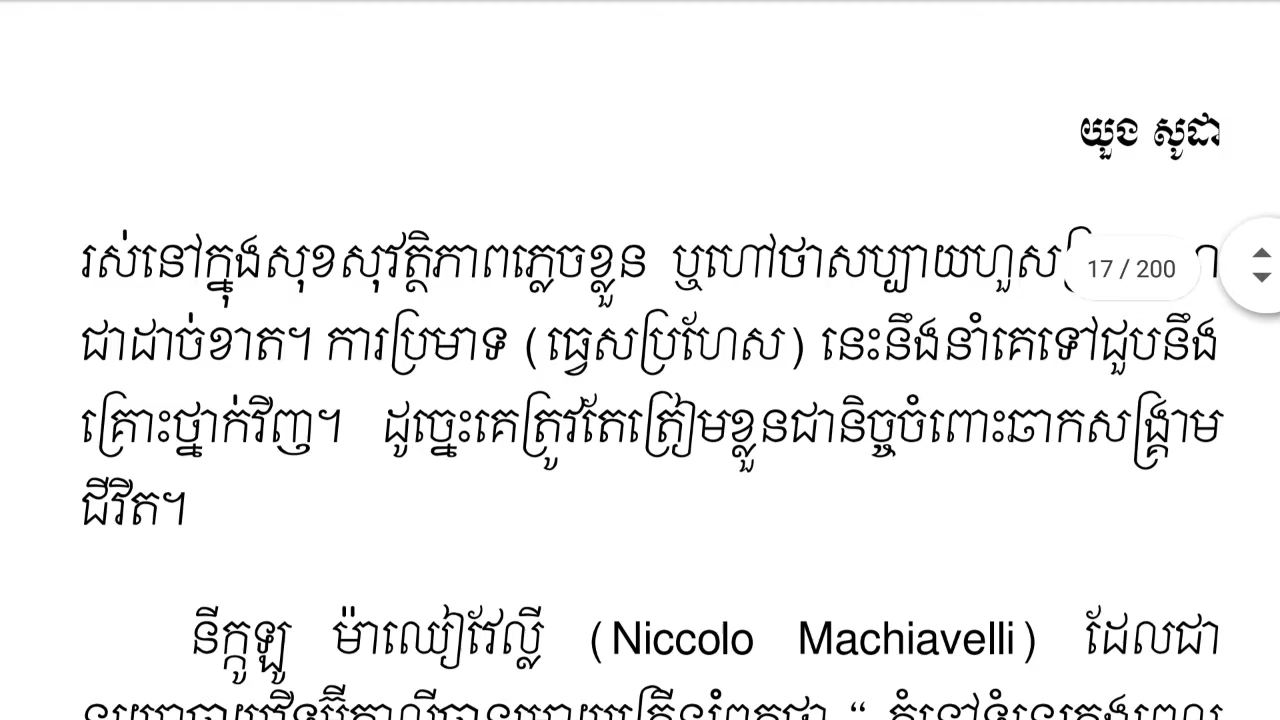 យួង សូដា
រស់នៅក្នុងសុខសុវត្ថិភាពភ្លេចខ្លួន ឬហៅថាសប្បាយហួស
17 / 200
ជាដាច់ខាត។ ការប្រមាទ (ធ្វេសប្រហែស) នេះនឹងនាំគេទៅជួបនឹង
គ្រោះថ្នាក់វិញ។ ដូច្នេះគេត្រូវតែត្រៀមខ្លួនជានិច្ចចំពោះឆាកសង្គ្រាម
ជីវិត។
នីក្កូឡូ ម៉ាឈៀវែល្លី (Niccolo Machiavelli) ដែលជា